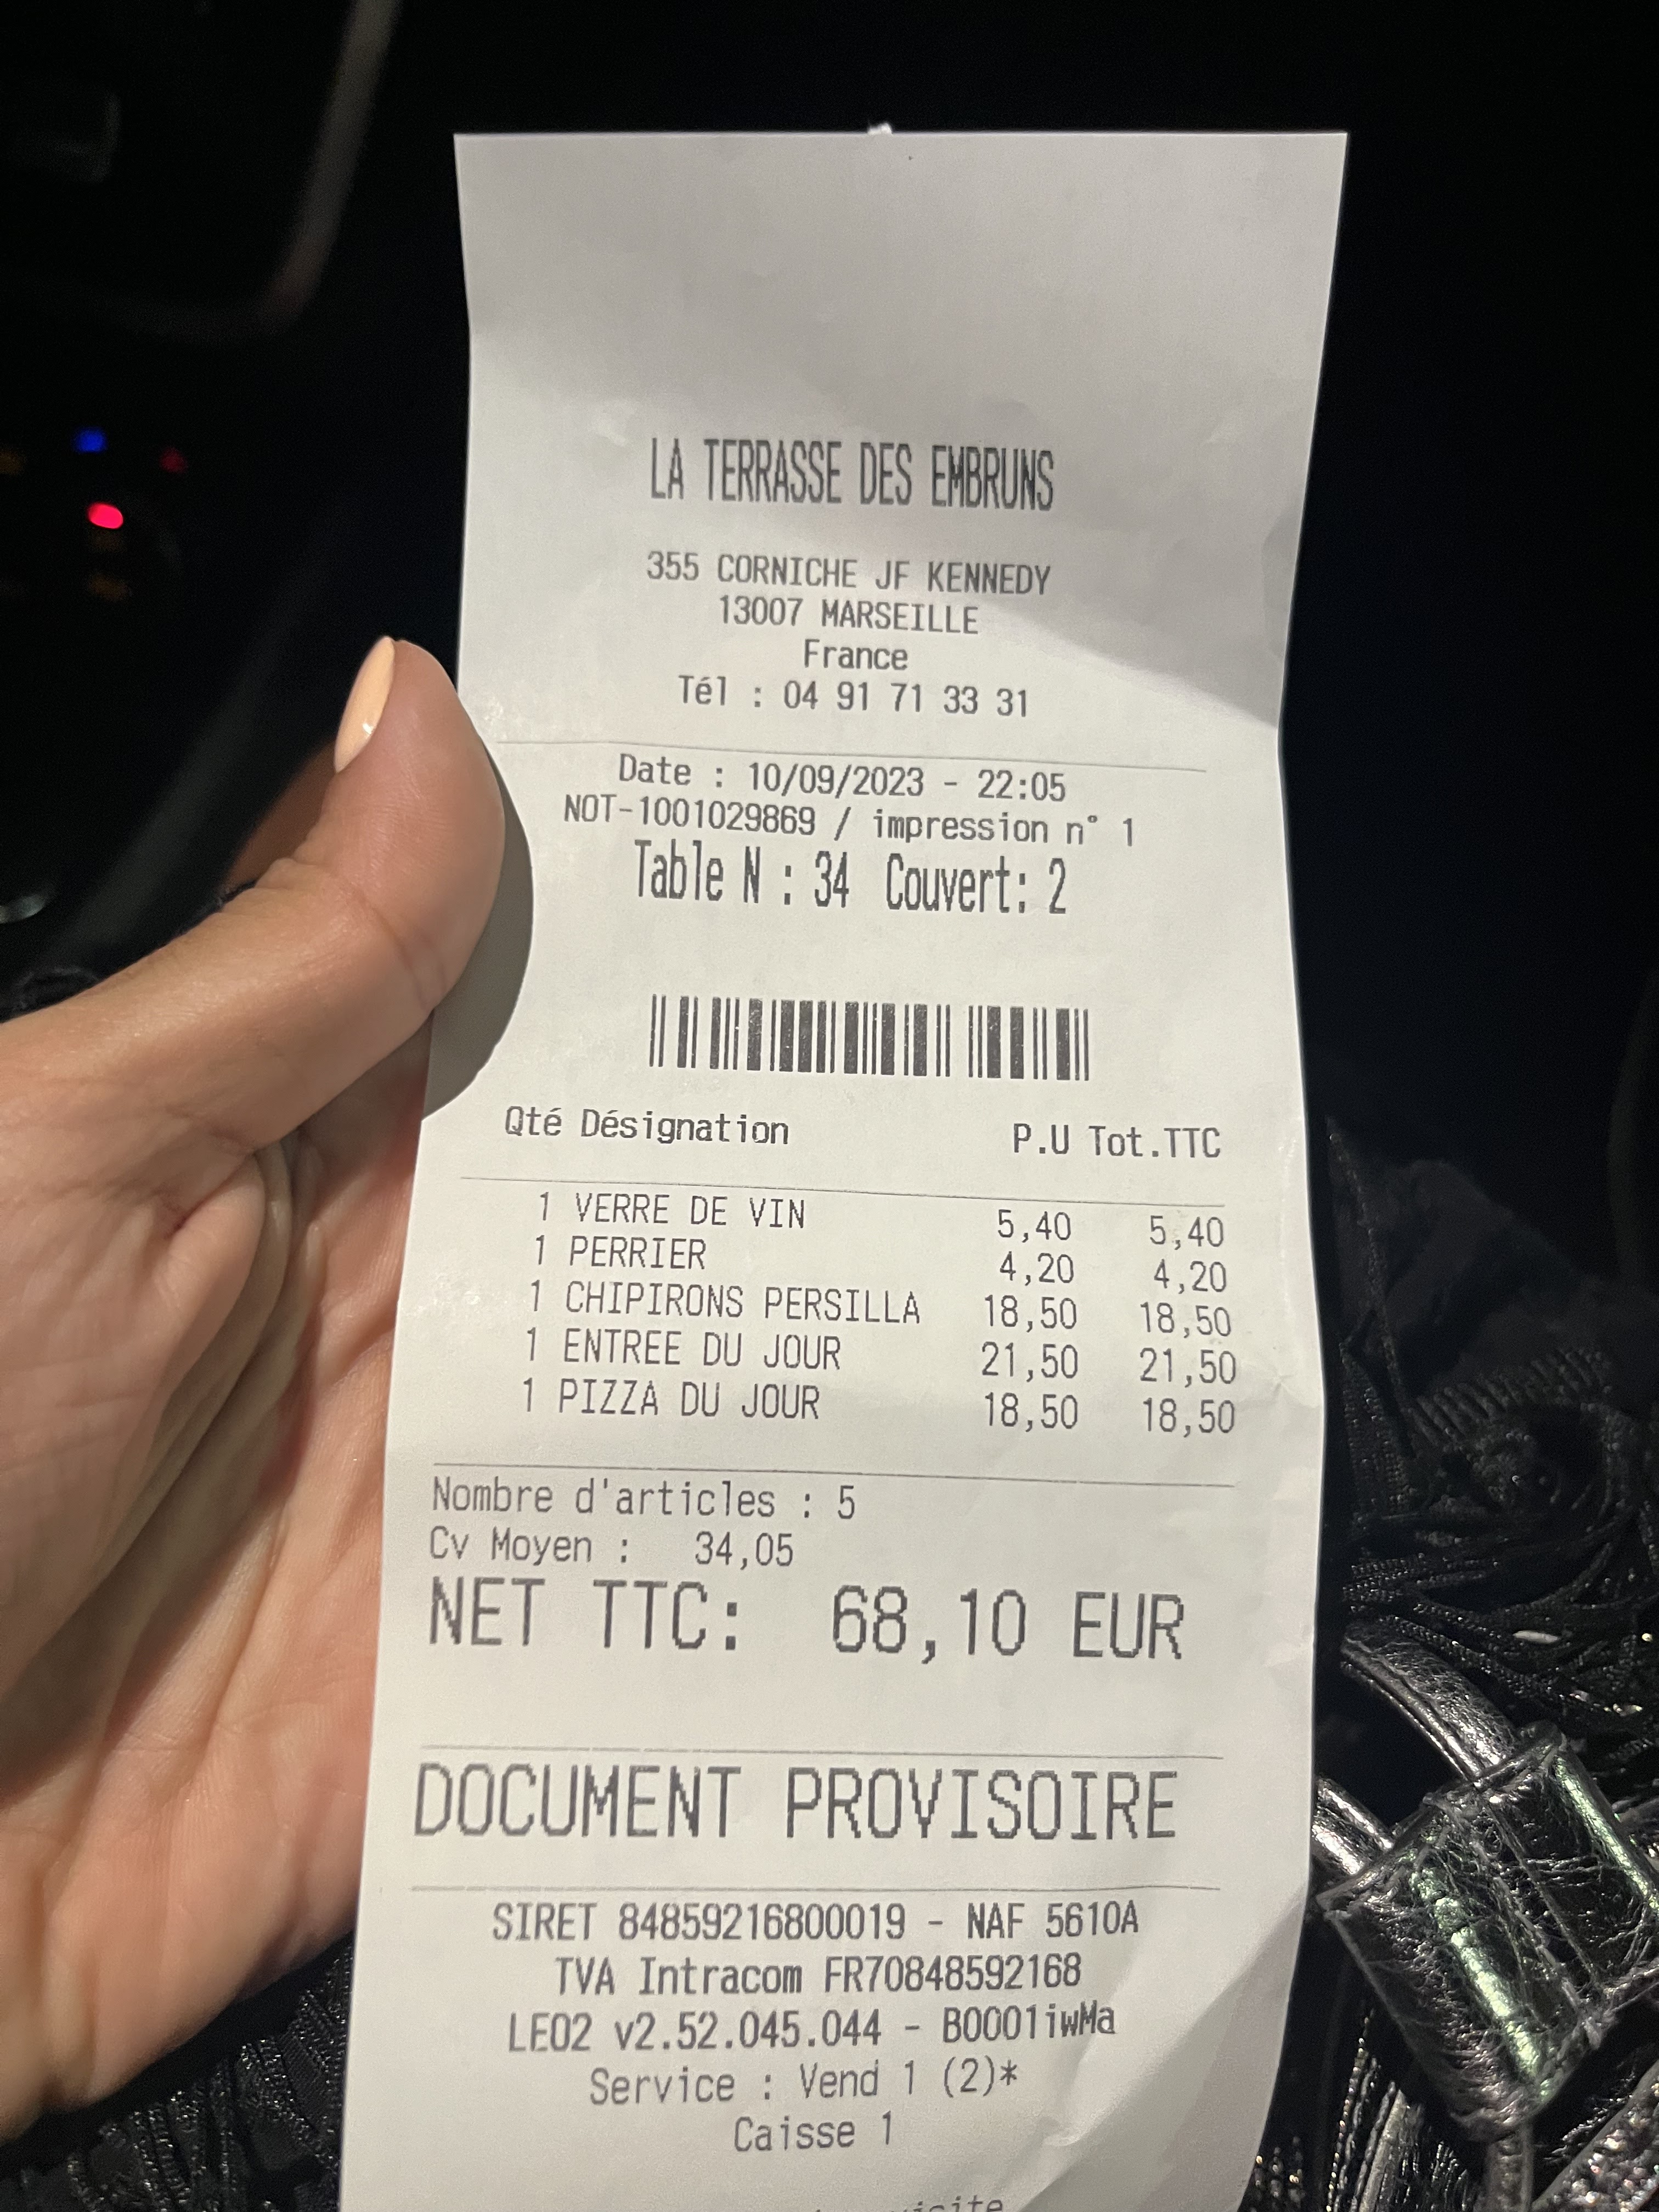 LA TERRASSE DES EMBRUNS
355 CORNICHE JF KENNEDY
13007 MARSEILLE
France
Tél : 04 91 71 33 31
Date : 10/09/2023 - 22:05
NOT-1001029869 / impression n° 1
Table N : 34 Couvert: 2
Qté Désignation P.U Tot.TTC
1 VERRE DE VIN 5,40 5,40
1 PERRIER 4,20 4,20
1 CHIPIRONS PERSILLA 18,50 18,50
1 ENTREE DU JOUR 21,50 21,50
1 PIZZA DU JOUR 18,50 18,50
Nombre d'articles : 5
Cv Moyen : 34,05
NET TTC: 68,10 EUR
DOCUMENT PROVISOIRE
SIRET 84859216800019 - NAF 5610A
TVA Intracom FR70848592168
LEO2 v2.52.045.044 - B0001iwMa
Service : Vend 1 (2)*
Caisse 1